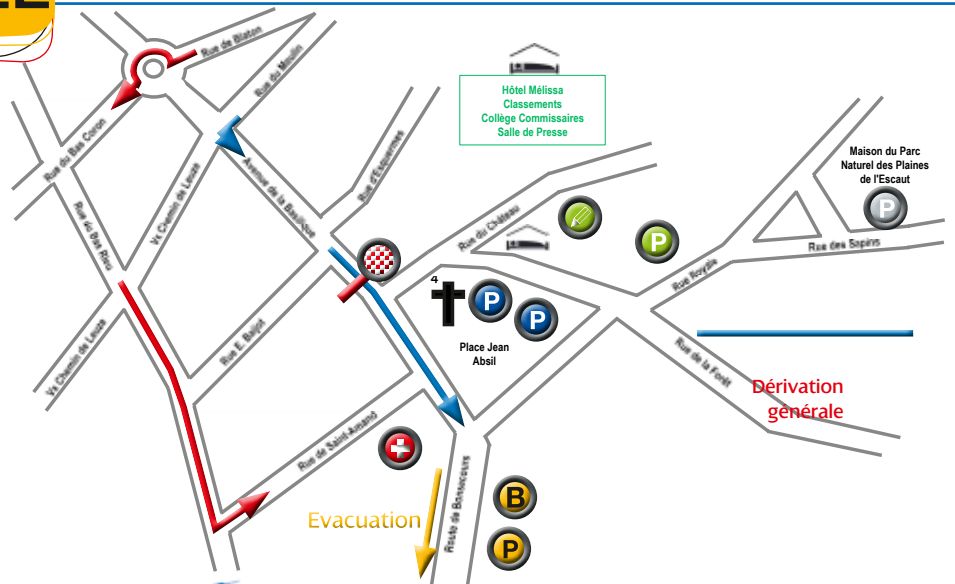 Rue de Blaton
Rue du Moulin
Hôtel Mélissa
Classements
Collège Commissaires
Salle de Presse
Rue du Bas Coron
Vx Chemin de Leuze
Avenue de la Basilique
Rue d'Esquermes
Maison du Parc
Naturel des Plaines
de l'Escaut
P
Rue du Bas Rieu
Rue du Château
P
Rue des Sapins
Rue Royale
4
P
P
Place Jean
Absil
Vx Chemin de Leuze
Rue E. Baijot
Rue de la Forêt
Dérivation
générale
Rue de Saint-Amand
Evacuation
Route de Bonsecours
B
P